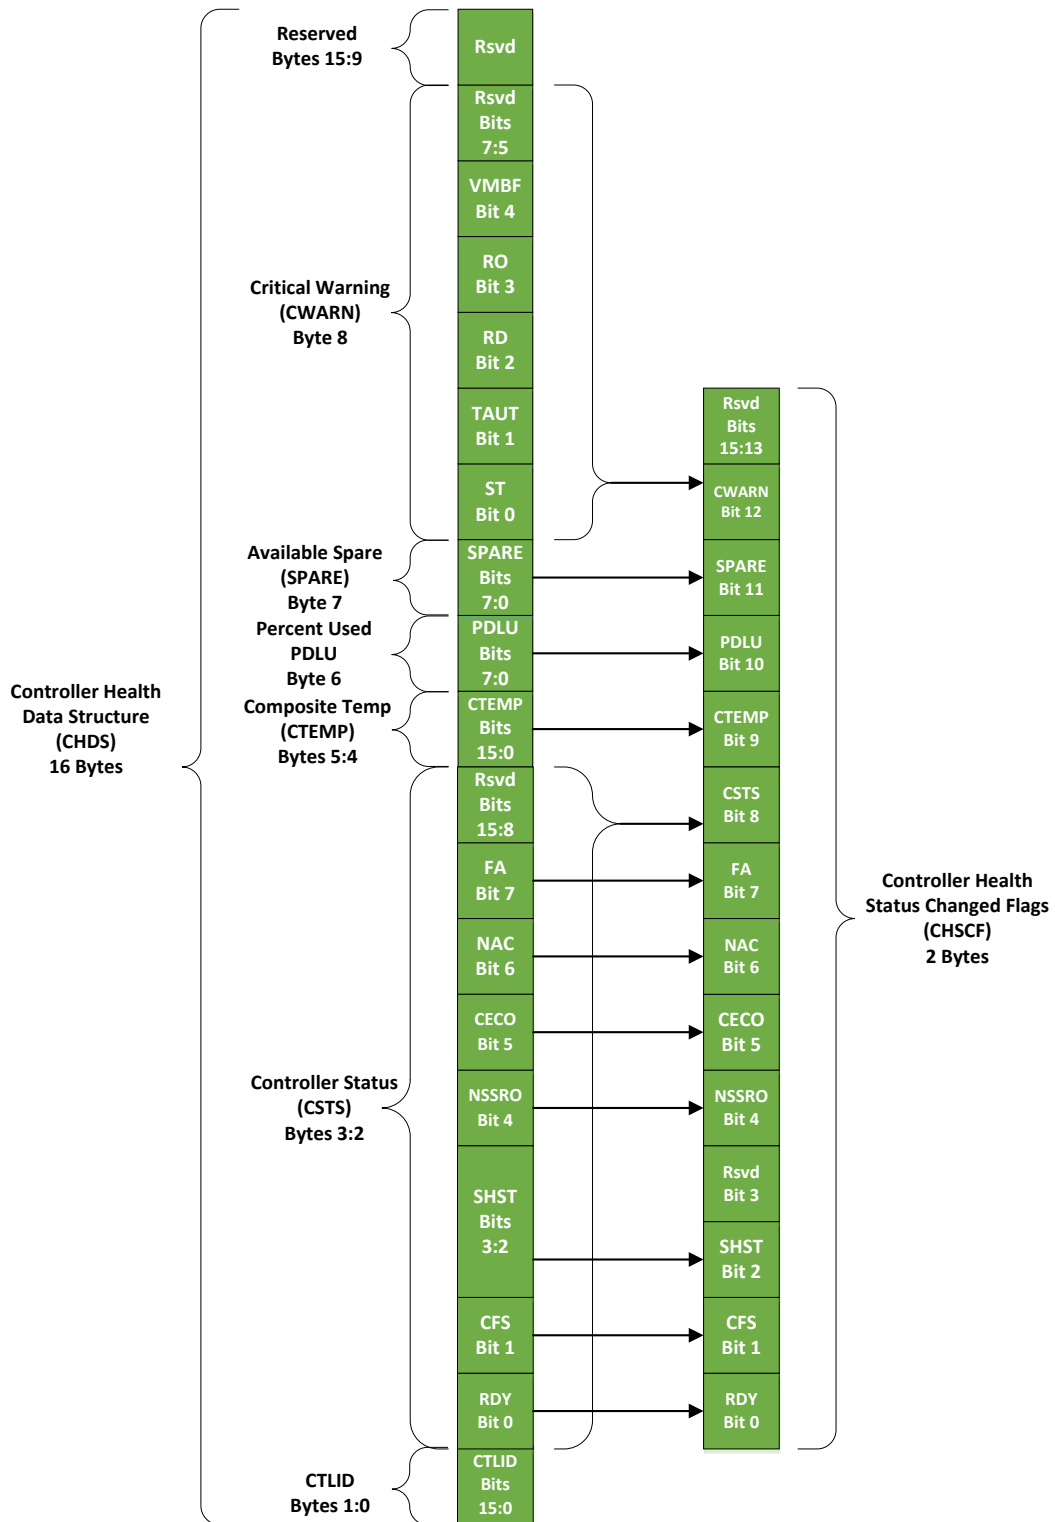 Reserved
Bytes 15:9
Rsvd
Rsvd
Bits
7:5
VMBF
Bit 4
RO
Bit 3
Critical Warning
(CWARN)
Byte 8
RD
Bit 2
TAUT
Bit 1
ST
Bit 0
Available Spare
(SPARE)
Byte 7
SPARE
Bits
7:0
Percent Used
PDLU
Byte 6
PDLU
Bits
7:0
Controller Health
Data Structure
(CHDS)
16 Bytes
Composite Temp
(CTEMP)
Bytes 5:4
CTEMP
Bits
15:0
Rsvd
Bits
15:8
FA
Bit 7
NAC
Bit 6
CECO
Bit 5
Controller Status
(CSTS)
Bytes 3:2
NSSRO
Bit 4
SHST
Bits
3:2
CFS
Bit 1
RDY
Bit 0
CTLID
Bytes 1:0
CTLID
Bits
15:0
Rsvd
Bits
15:13
CWARN
Bit 12
SPARE
Bit 11
PDLU
Bit 10
CTEMP
Bit 9
CSTS
Bit 8
FA
Bit 7
NAC
Bit 6
CECO
Bit 5
NSSRO
Bit 4
Rsvd
Bit 3
SHST
Bit 2
CFS
Bit 1
RDY
Bit 0
Controller Health
Status Changed Flags
(CHSCF)
2 Bytes